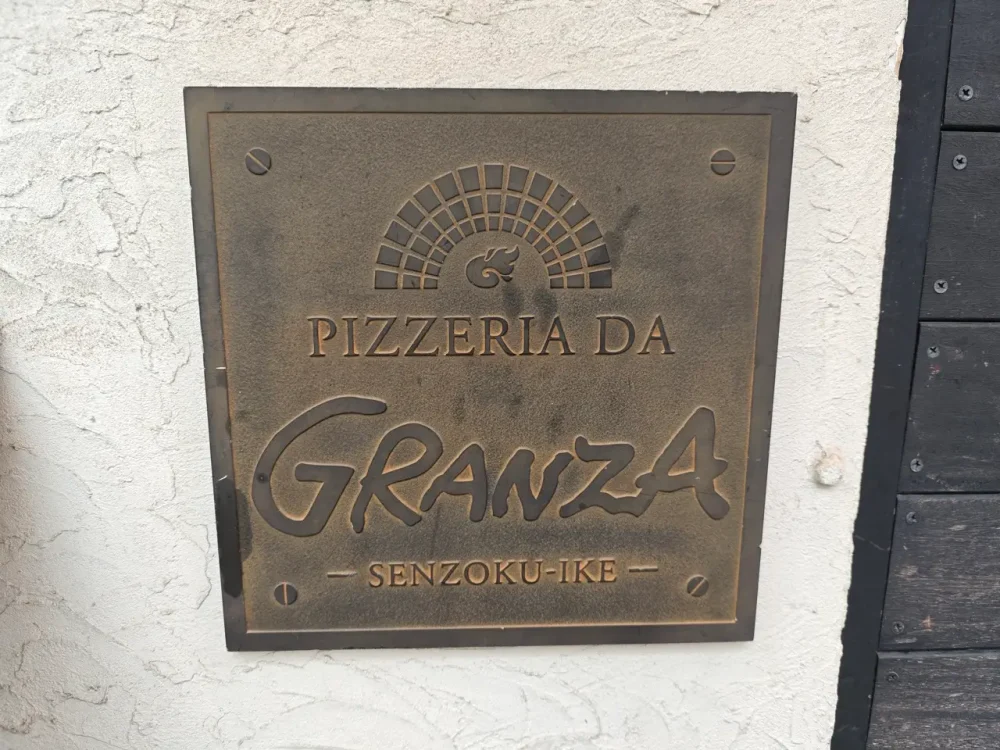 PIZZERIA DA
GRANZA
— SENZOKU-IKE —